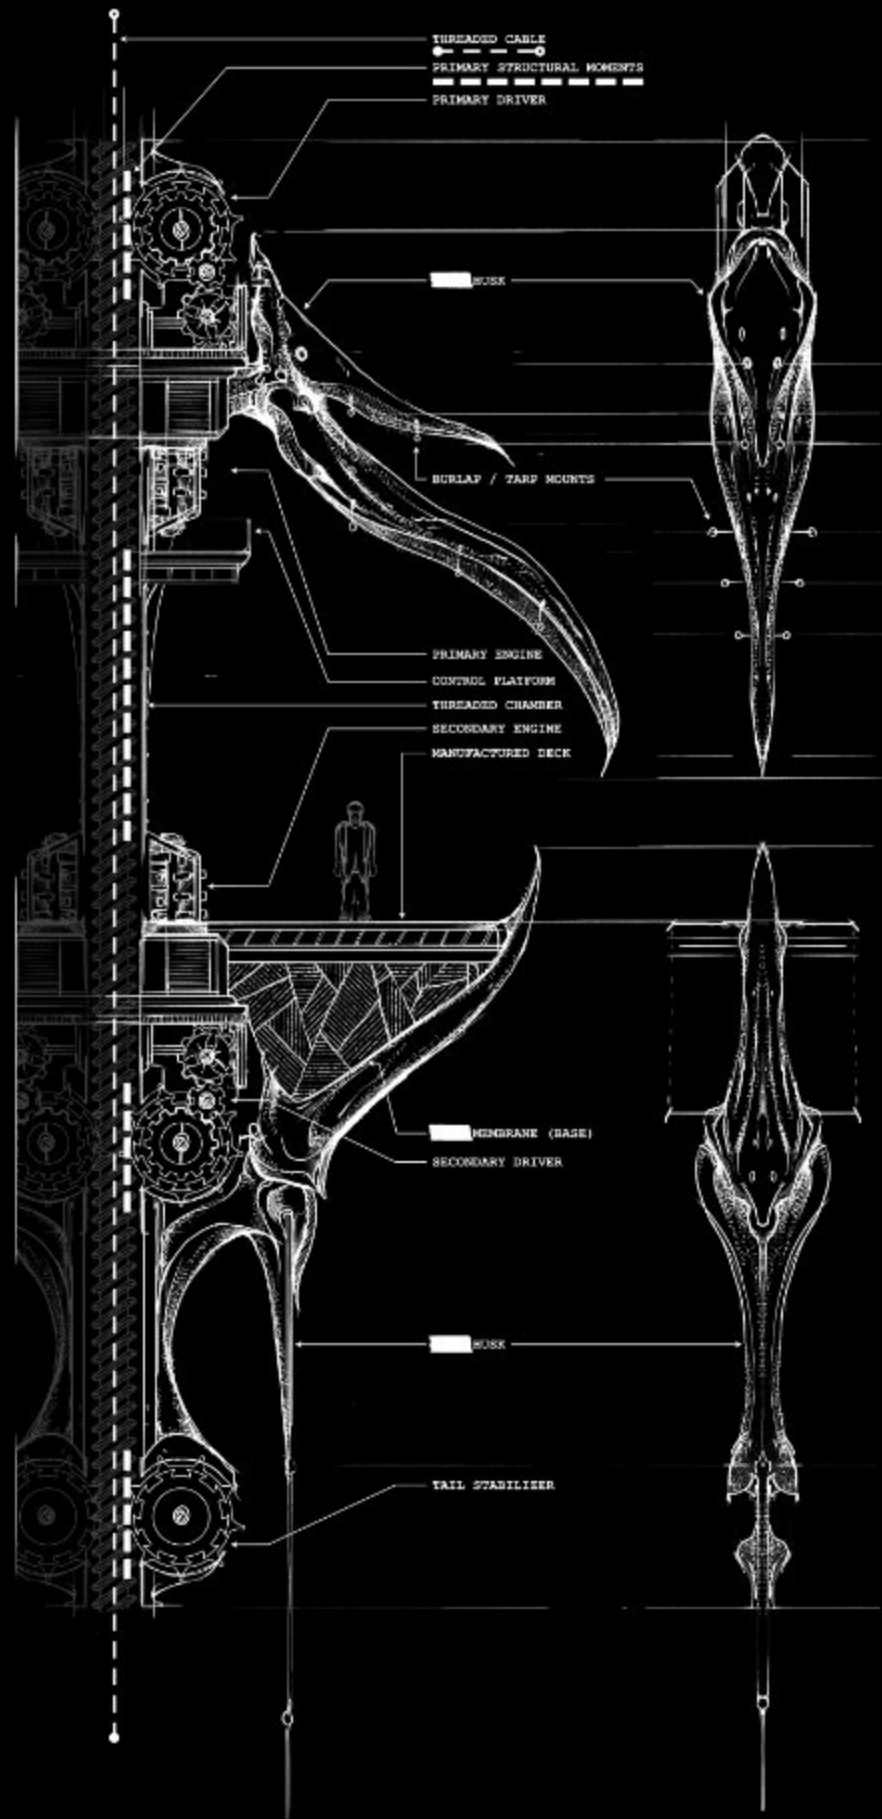 THREADED CABLE
PRIMARY STRUCTURAL MOMENTS
PRIMARY DRIVER
HUSK
BURLAP / TARP MOUNTS
PRIMARY ENGINE
CONTROL PLATFORM
THREADED CHAMBER
SECONDARY ENGINE
MANUFACTURED DECK
MEMBRANE (BASE)
SECONDARY DRIVER
HUSK
TAIL STABILIZER